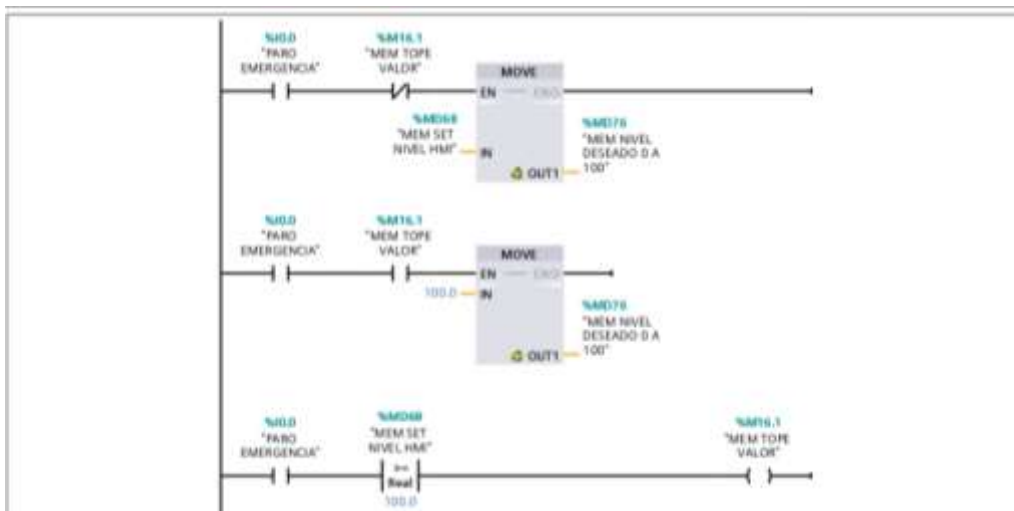 %I0.0
"PARO
EMERGENCIA"
%M16.1
"MEM TOPE
VALOR"
MOVE
EN
ENO
%MD68
"MEM SET
NIVEL HMI"
IN
OUT1
%MD76
"MEM NIVEL
DESEADO 0 A
100"
%I0.0
"PARO
EMERGENCIA"
%M16.1
"MEM TOPE
VALOR"
MOVE
EN
ENO
100.0
IN
OUT1
%MD76
"MEM NIVEL
DESEADO 0 A
100"
%I0.0
"PARO
EMERGENCIA"
%MD68
"MEM SET
NIVEL HMI"
>=
Real
100.0
%M16.1
"MEM TOPE
VALOR"